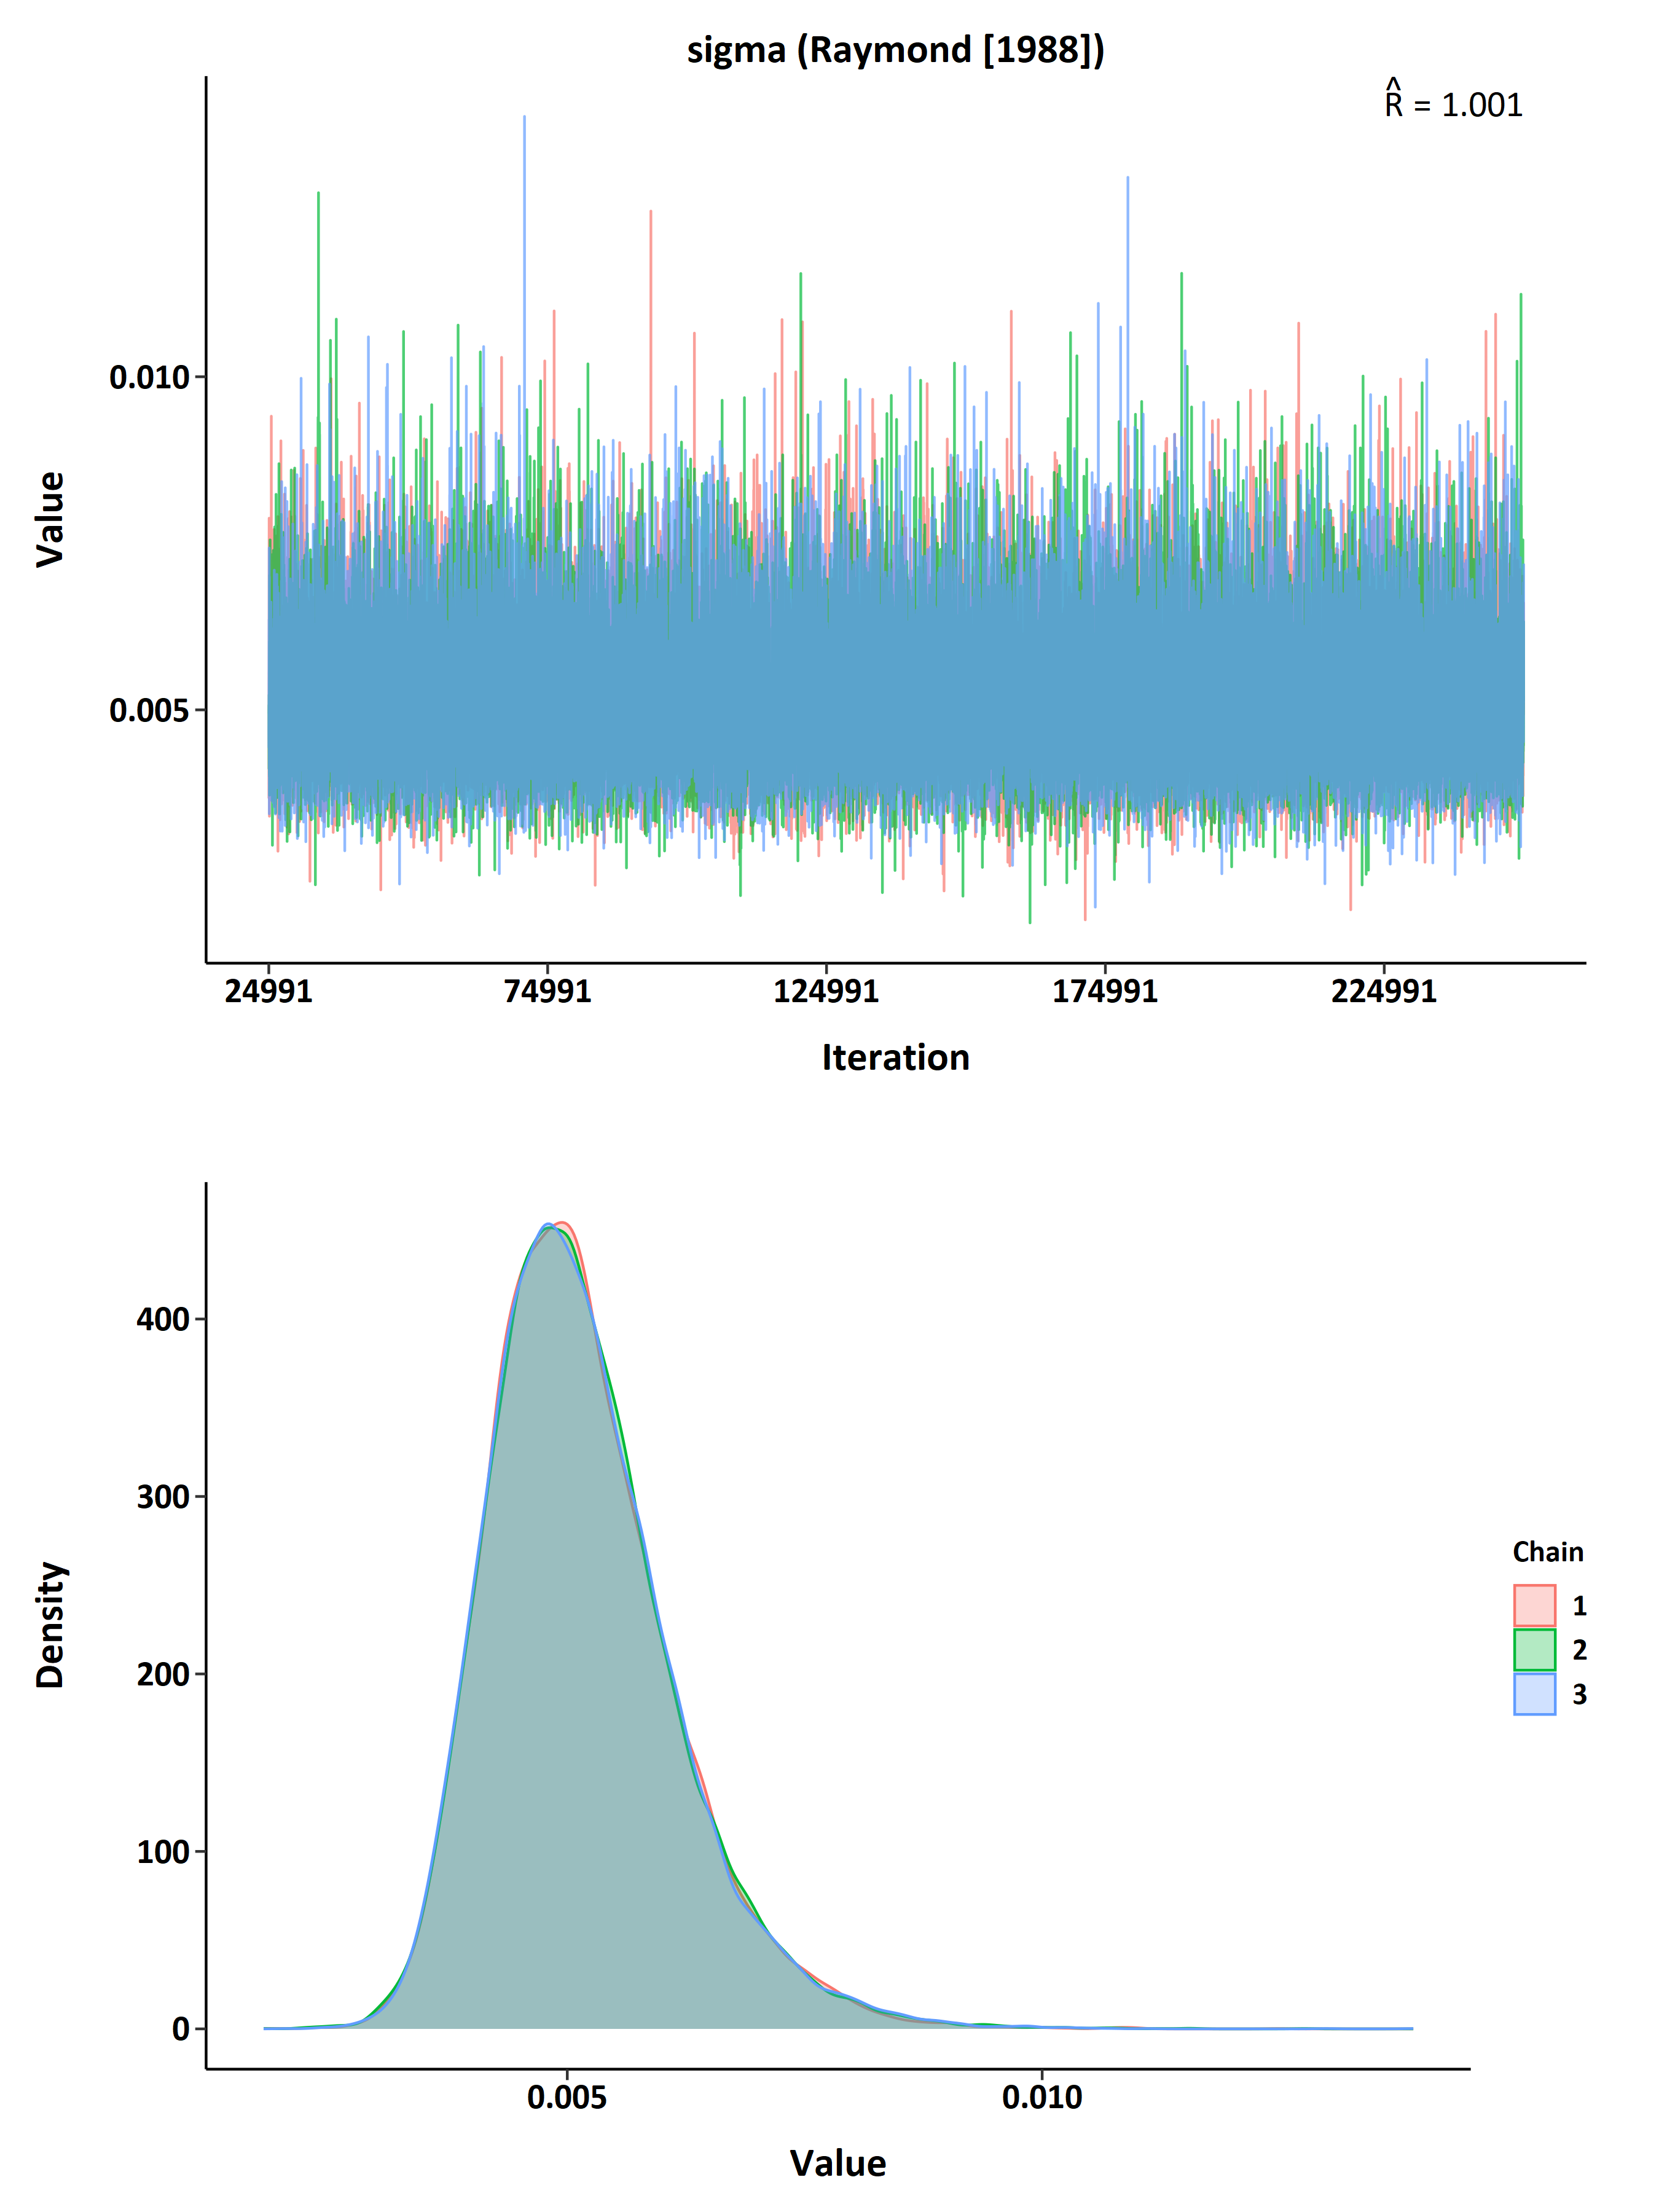 sigma (Raymond [1988])
R̂ = 1.001
Value
0.010
0.005
24991 74991 124991 174991 224991
Iteration
Density
400
300
200
100
0
0.005 0.010
Value
Chain
1
2
3